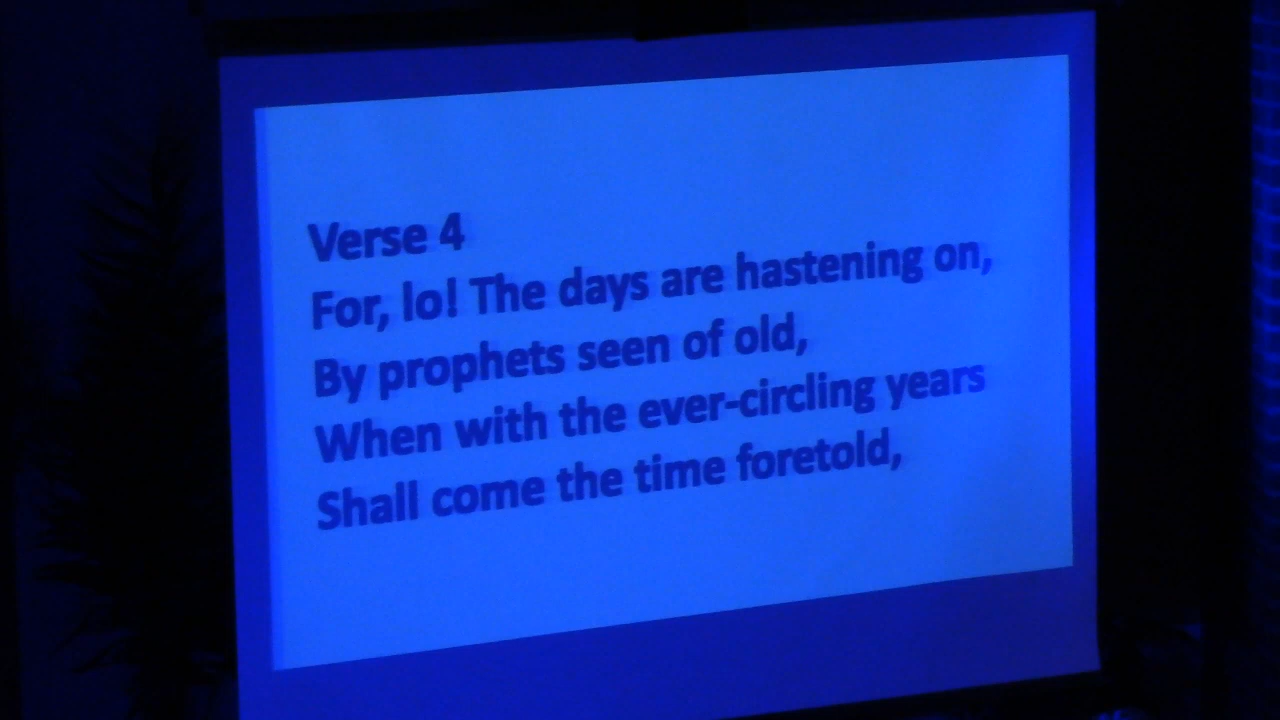 Verse 4
For, lo! The days are hastening on,
By prophets seen of old,
When with the ever-circling years
Shall come the time foretold,